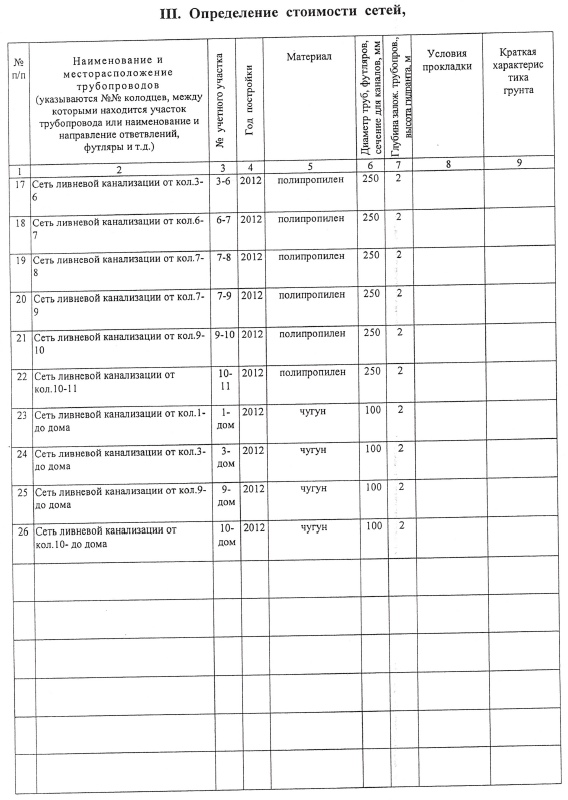 III. Определение стоимости сетей,
№
п/п
Наименование и
месторасположение
трубопроводов
(указываются №№ колодцев, между
которыми находится участок
трубопровода или наименование и
направление ответвлений,
футляры и т.д.)
№ учетного участка
Год постройки
Материал
Диаметр труб, футляров,
сечение для каналов, мм
Глубина залож. трубопров.,
высота гидранта, м
Условия
прокладки
Краткая
характерис
тика
грунта
1 2 3 4 5 6 7 8 9
17 Сеть ливневой канализации от кол.3- 3-6 2012 полипропилен 250 2
6
18 Сеть ливневой канализации от кол.6- 6-7 2012 полипропилен 250 2
7
19 Сеть ливневой канализации от кол.7- 7-8 2012 полипропилен 250 2
8
20 Сеть ливневой канализации от кол.7- 7-9 2012 полипропилен 250 2
9
21 Сеть ливневой канализации от кол.9- 9-10 2012 полипропилен 250 2
10
22 Сеть ливневой канализации от 10- 2012 полипропилен 250 2
кол.10-11 11
23 Сеть ливневой канализации от кол.1- 1- 2012 чугун 100 2
до дома дом
24 Сеть ливневой канализации от кол.3- 3- 2012 чугун 100 2
до дома дом
25 Сеть ливневой канализации от кол.9- 9- 2012 чугун 100 2
до дома дом
26 Сеть ливневой канализации от 10- 2012 чугун 100 2
кол.10- до дома дом